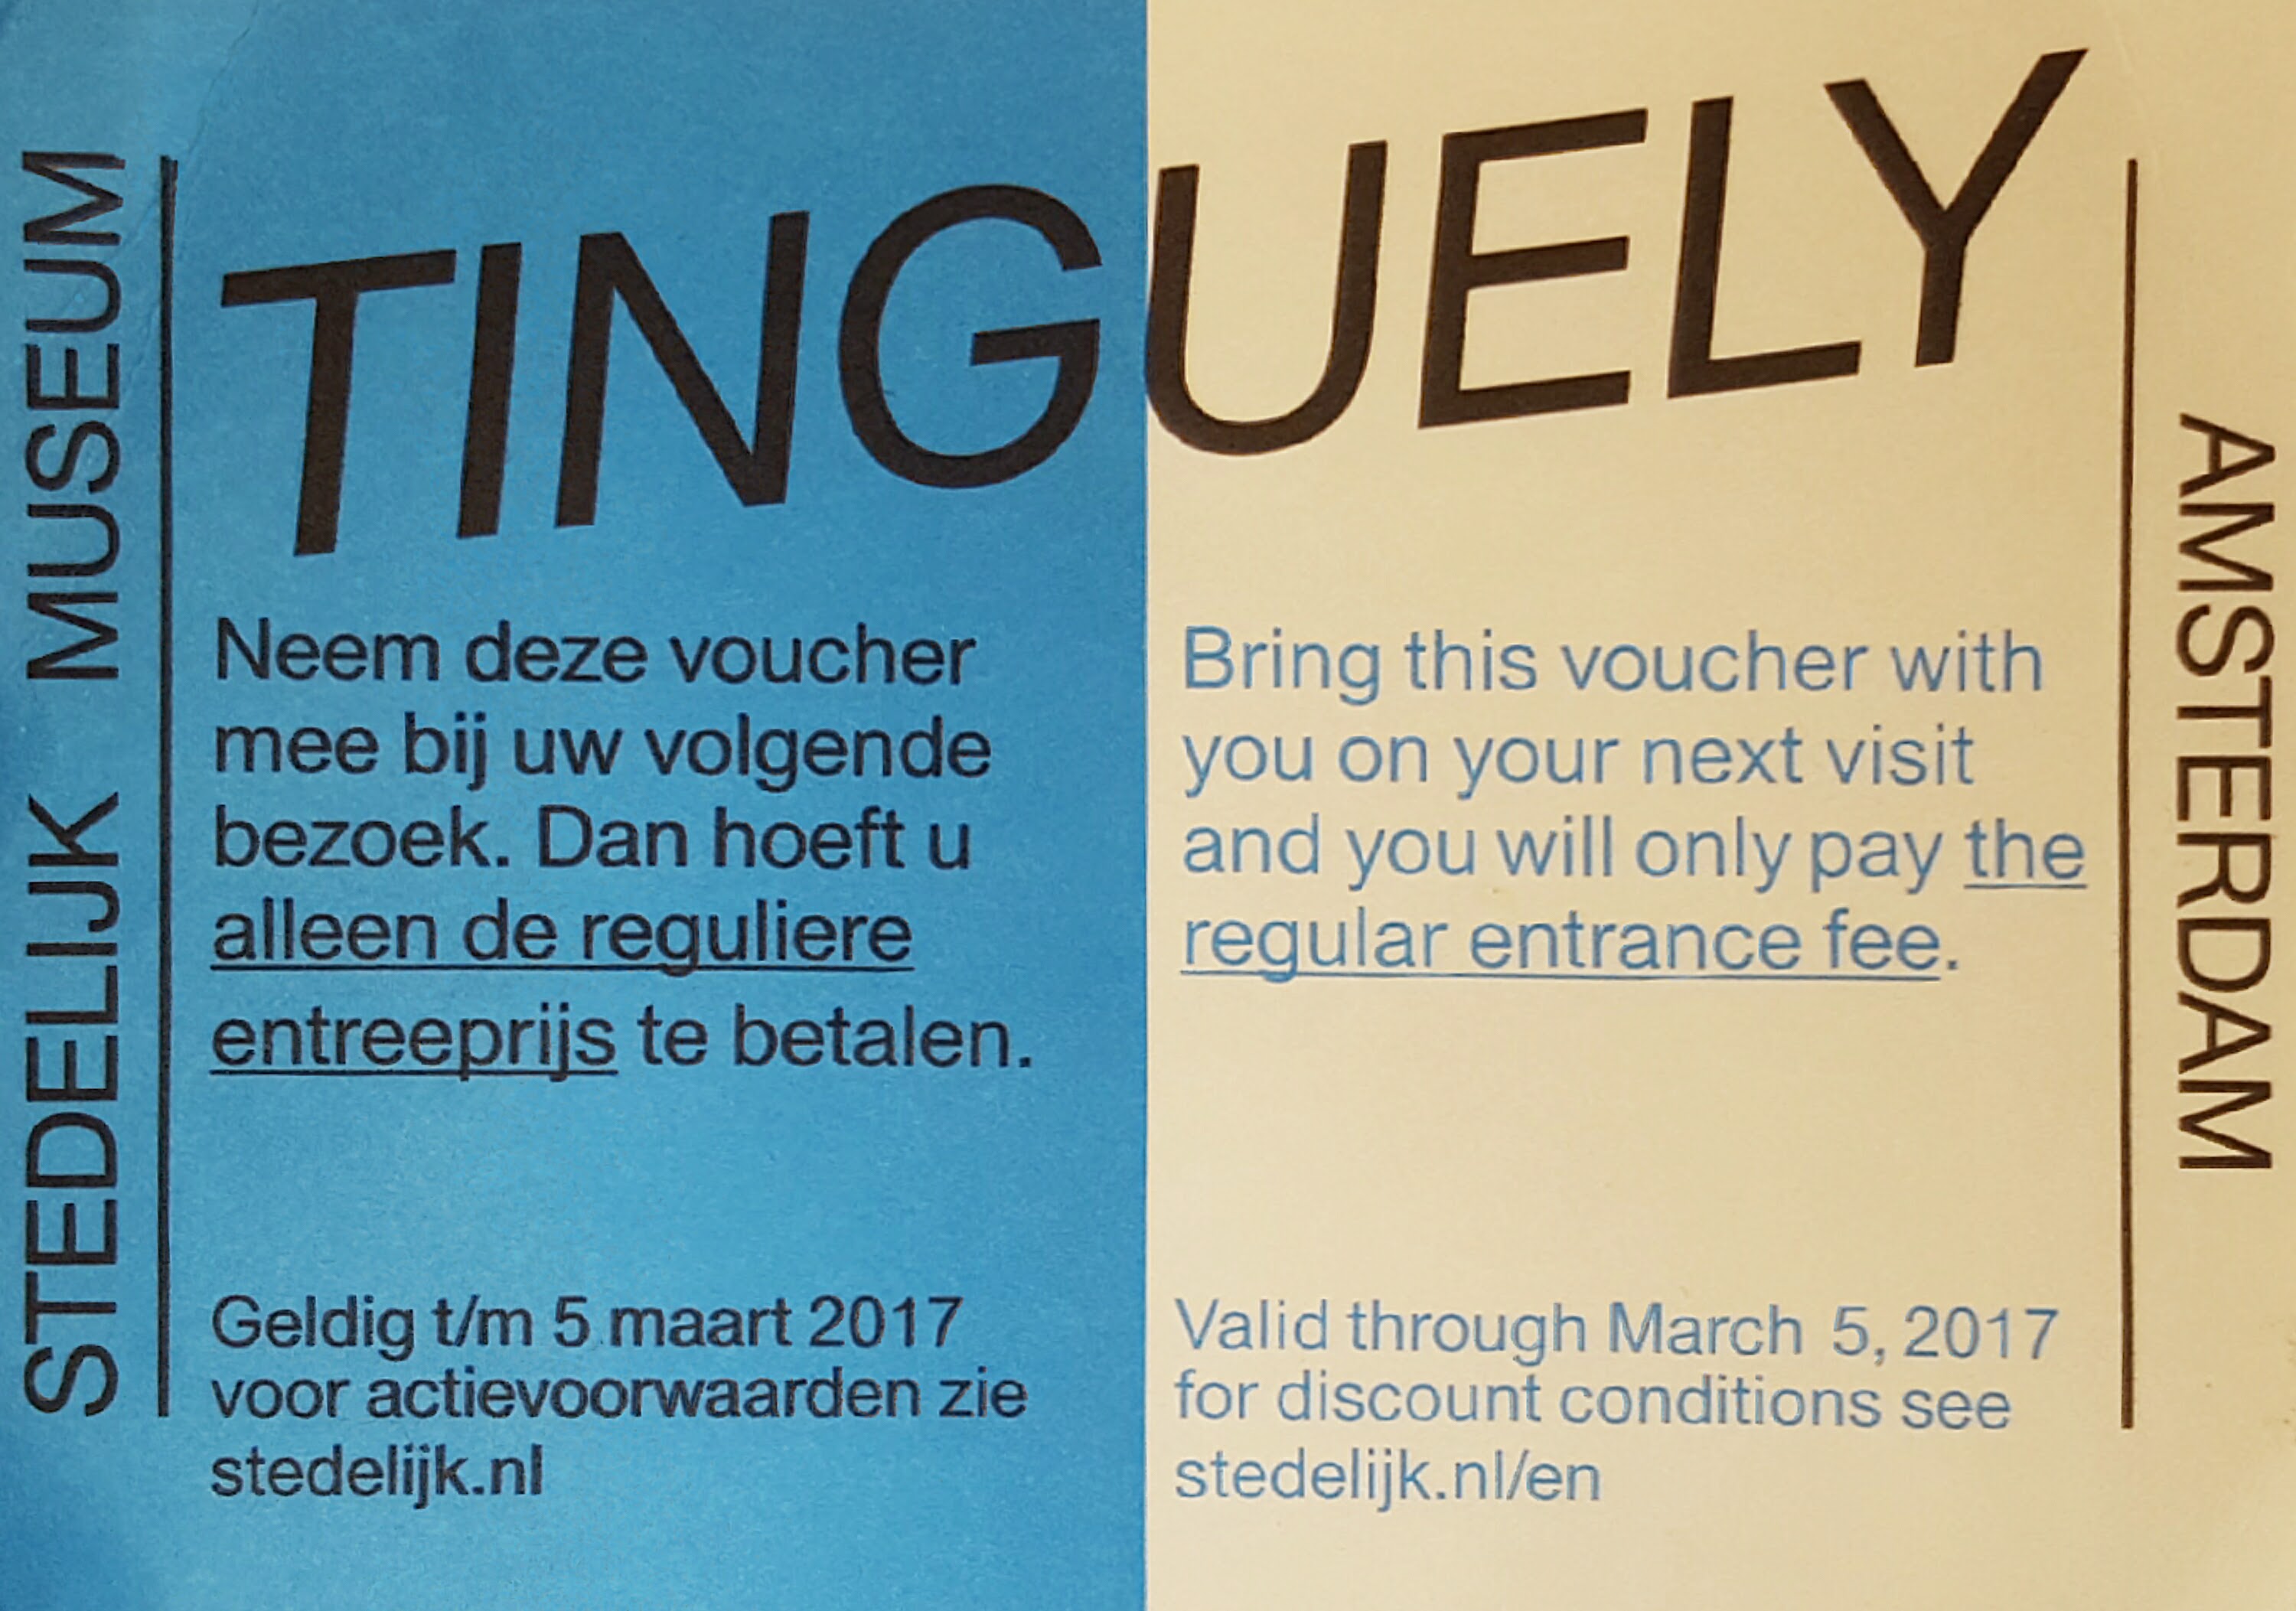 STEDELIJK MUSEUM
TINGUELY
Neem deze voucher
mee bij uw volgende
bezoek. Dan hoeft u
alleen de reguliere
entreeprijs te betalen.
Geldig t/m 5 maart 2017
voor actievoorwaarden zie
stedelijk.nl
Bring this voucher with
you on your next visit
and you will only pay the
regular entrance fee.
Valid through March 5, 2017
for discount conditions see
stedelijk.nl/en
AMSTERDAM